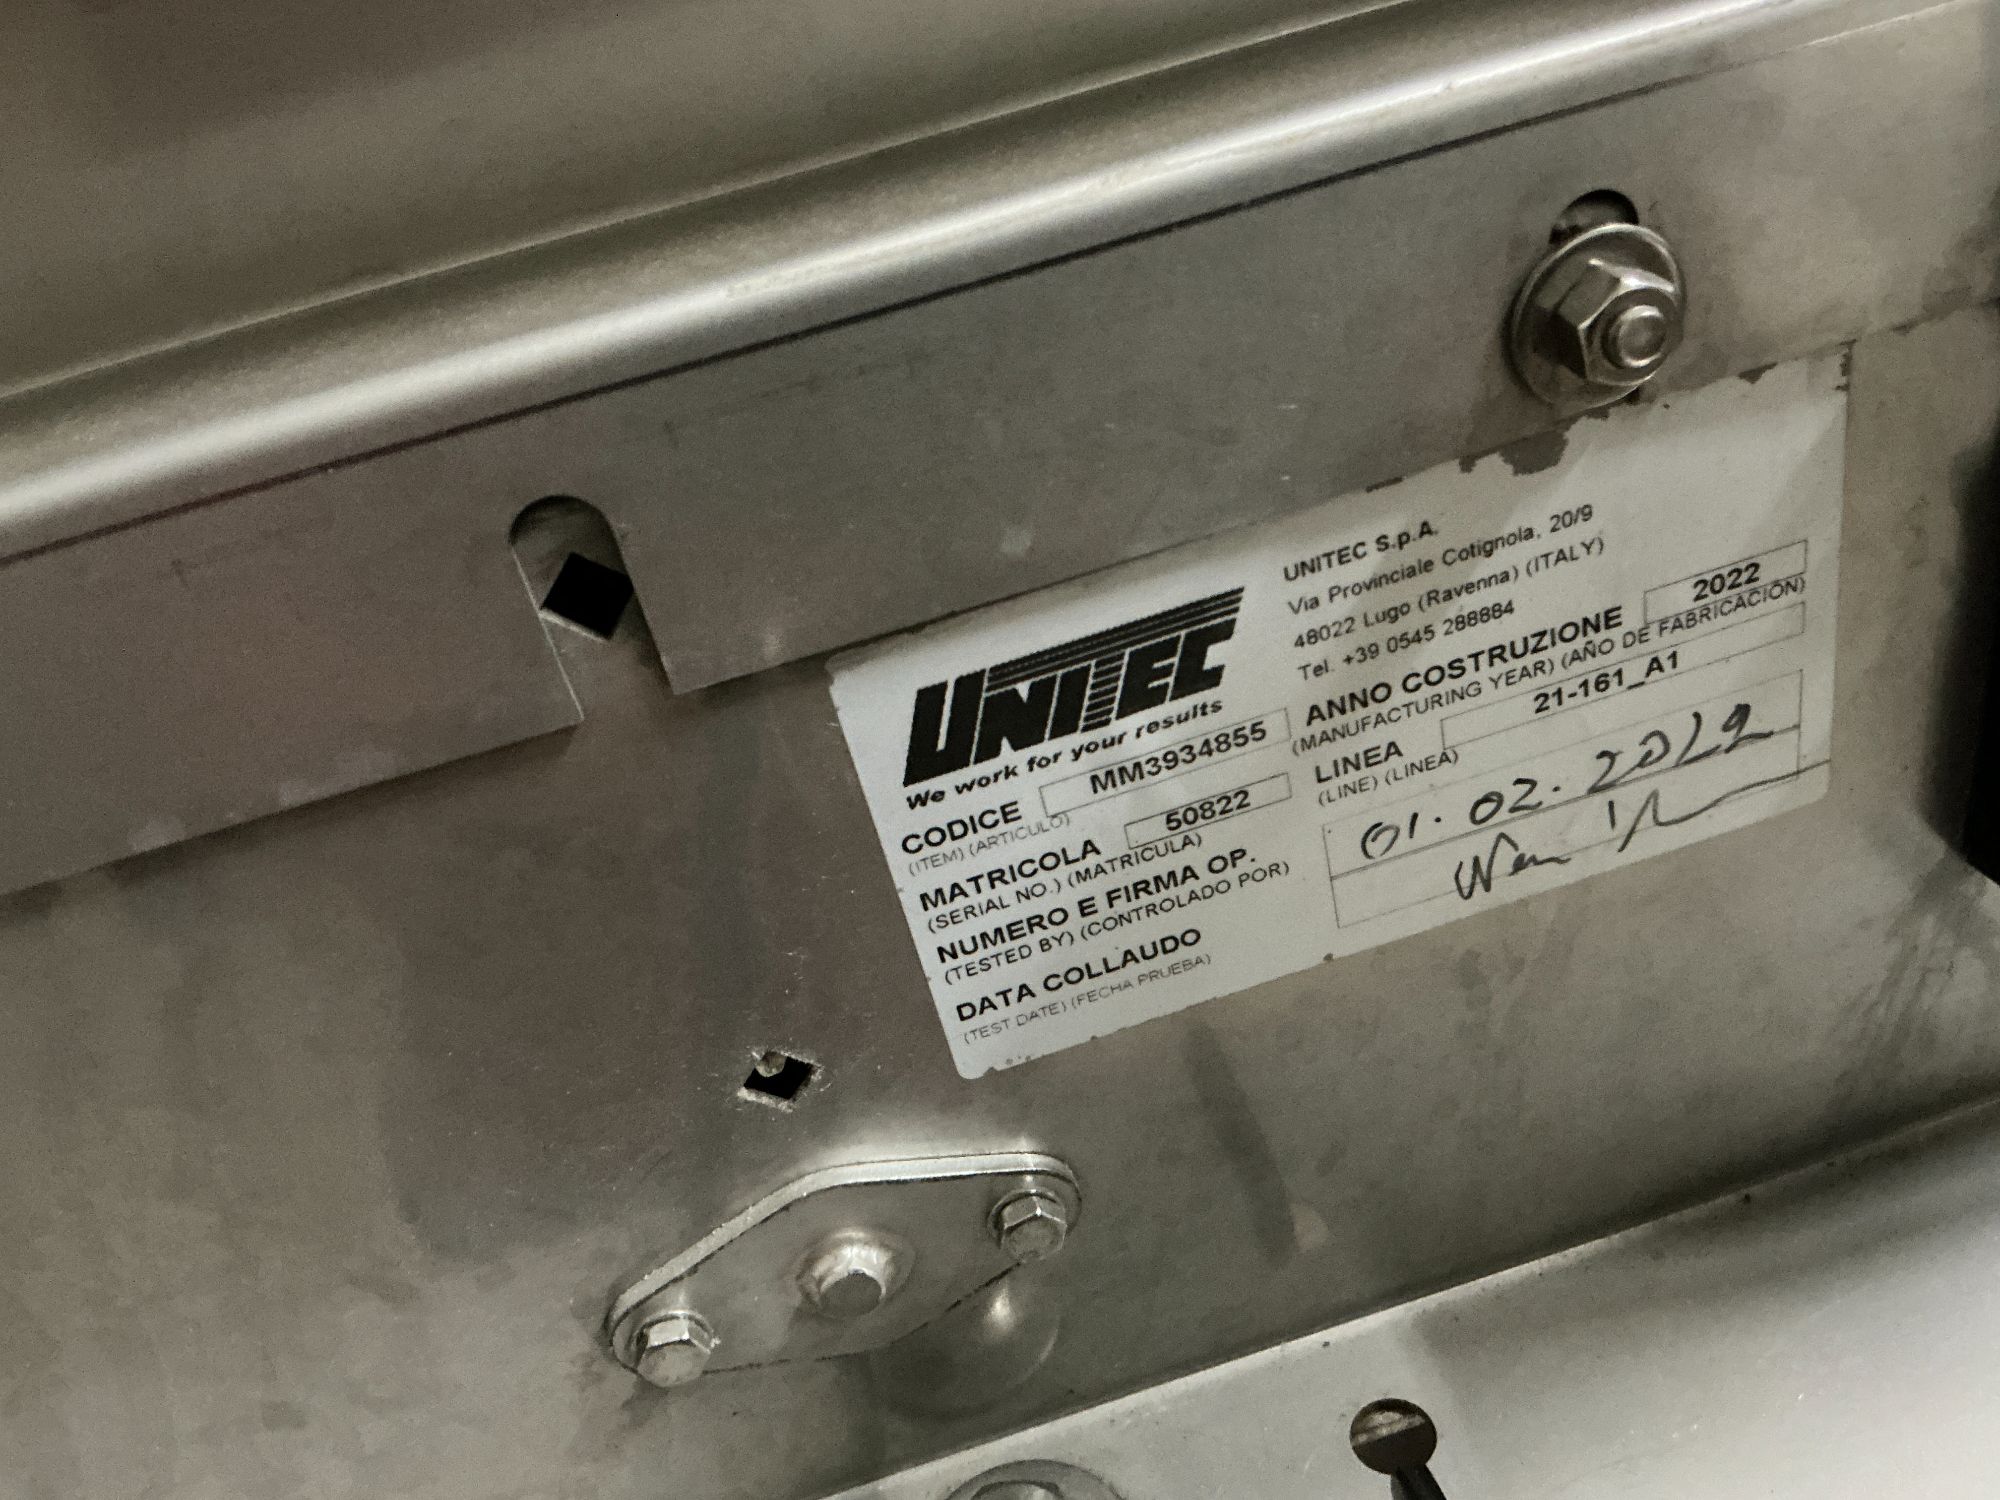 UNITEC
We work for your results
UNITEC S.p.A.
Via Provinciale Cotignola, 20/9
48022 Lugo (Ravenna) (ITALY)
Tel. +39 0545 288884
CODICE MM3934855
(ITEM) (ARTICULO)
ANNO COSTRUZIONE 2022
(MANUFACTURING YEAR) (AÑO DE FABRICACIÓN)
MATRICOLA 50822
(SERIAL NO.) (MATRICULA)
LINEA 21-161_A1
(LINE) (LINEA)
NUMERO E FIRMA OP.
(TESTED BY) (CONTROLADO POR)
01.02.2022
DATA COLLAUDO
(TEST DATE) (FECHA PRUEBA)